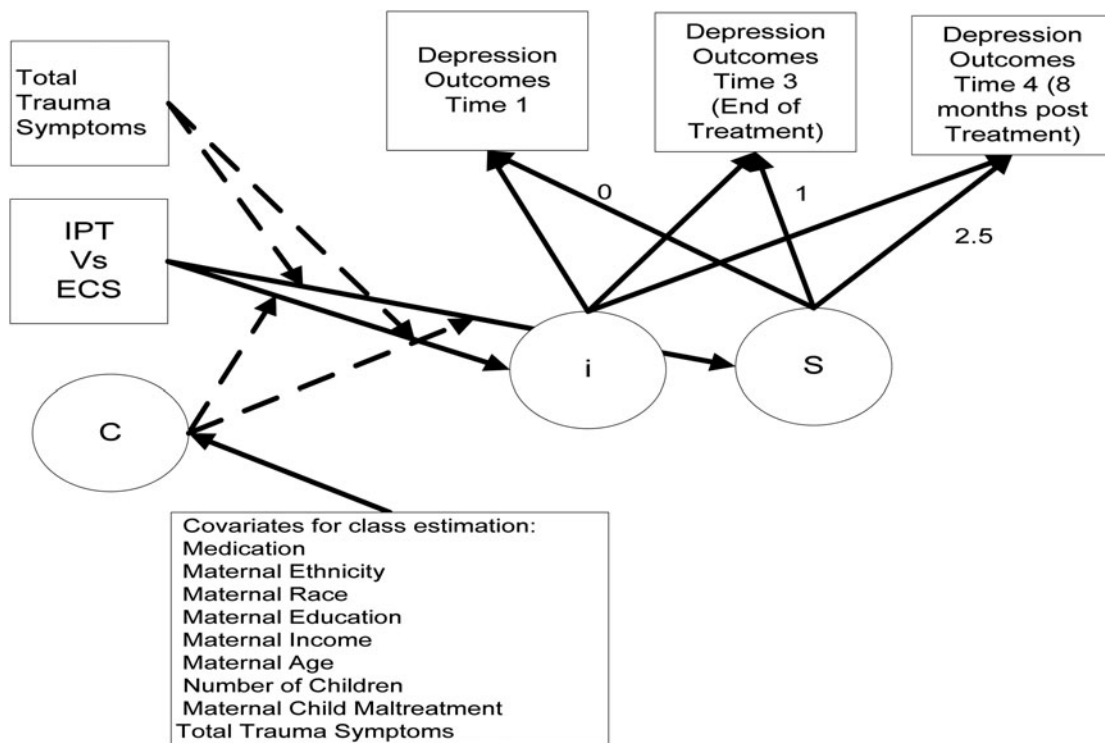 Total
Trauma
Symptoms
Depression
Outcomes
Time 1
Depression
Outcomes
Time 3
(End of
Treatment)
Depression
Outcomes
Time 4 (8
months post
Treatment)
IPT
Vs
ECS
0
1
2.5
i
S
C
Covariates for class estimation:
Medication
Maternal Ethnicity
Maternal Race
Maternal Education
Maternal Income
Maternal Age
Number of Children
Maternal Child Maltreatment
Total Trauma Symptoms